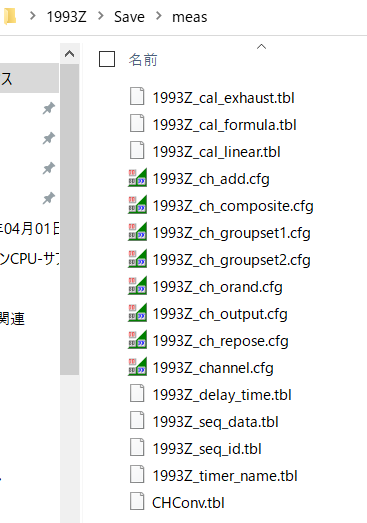 1993Z > Save > meas
名前
ス
年04月01日
ンCPU-サブ
関連
1993Z_cal_exhaust.tbl
1993Z_cal_formula.tbl
1993Z_cal_linear.tbl
1993Z_ch_add.cfg
1993Z_ch_composite.cfg
1993Z_ch_groupset1.cfg
1993Z_ch_groupset2.cfg
1993Z_ch_orand.cfg
1993Z_ch_output.cfg
1993Z_ch_repose.cfg
1993Z_channel.cfg
1993Z_delay_time.tbl
1993Z_seq_data.tbl
1993Z_seq_id.tbl
1993Z_timer_name.tbl
CHConv.tbl